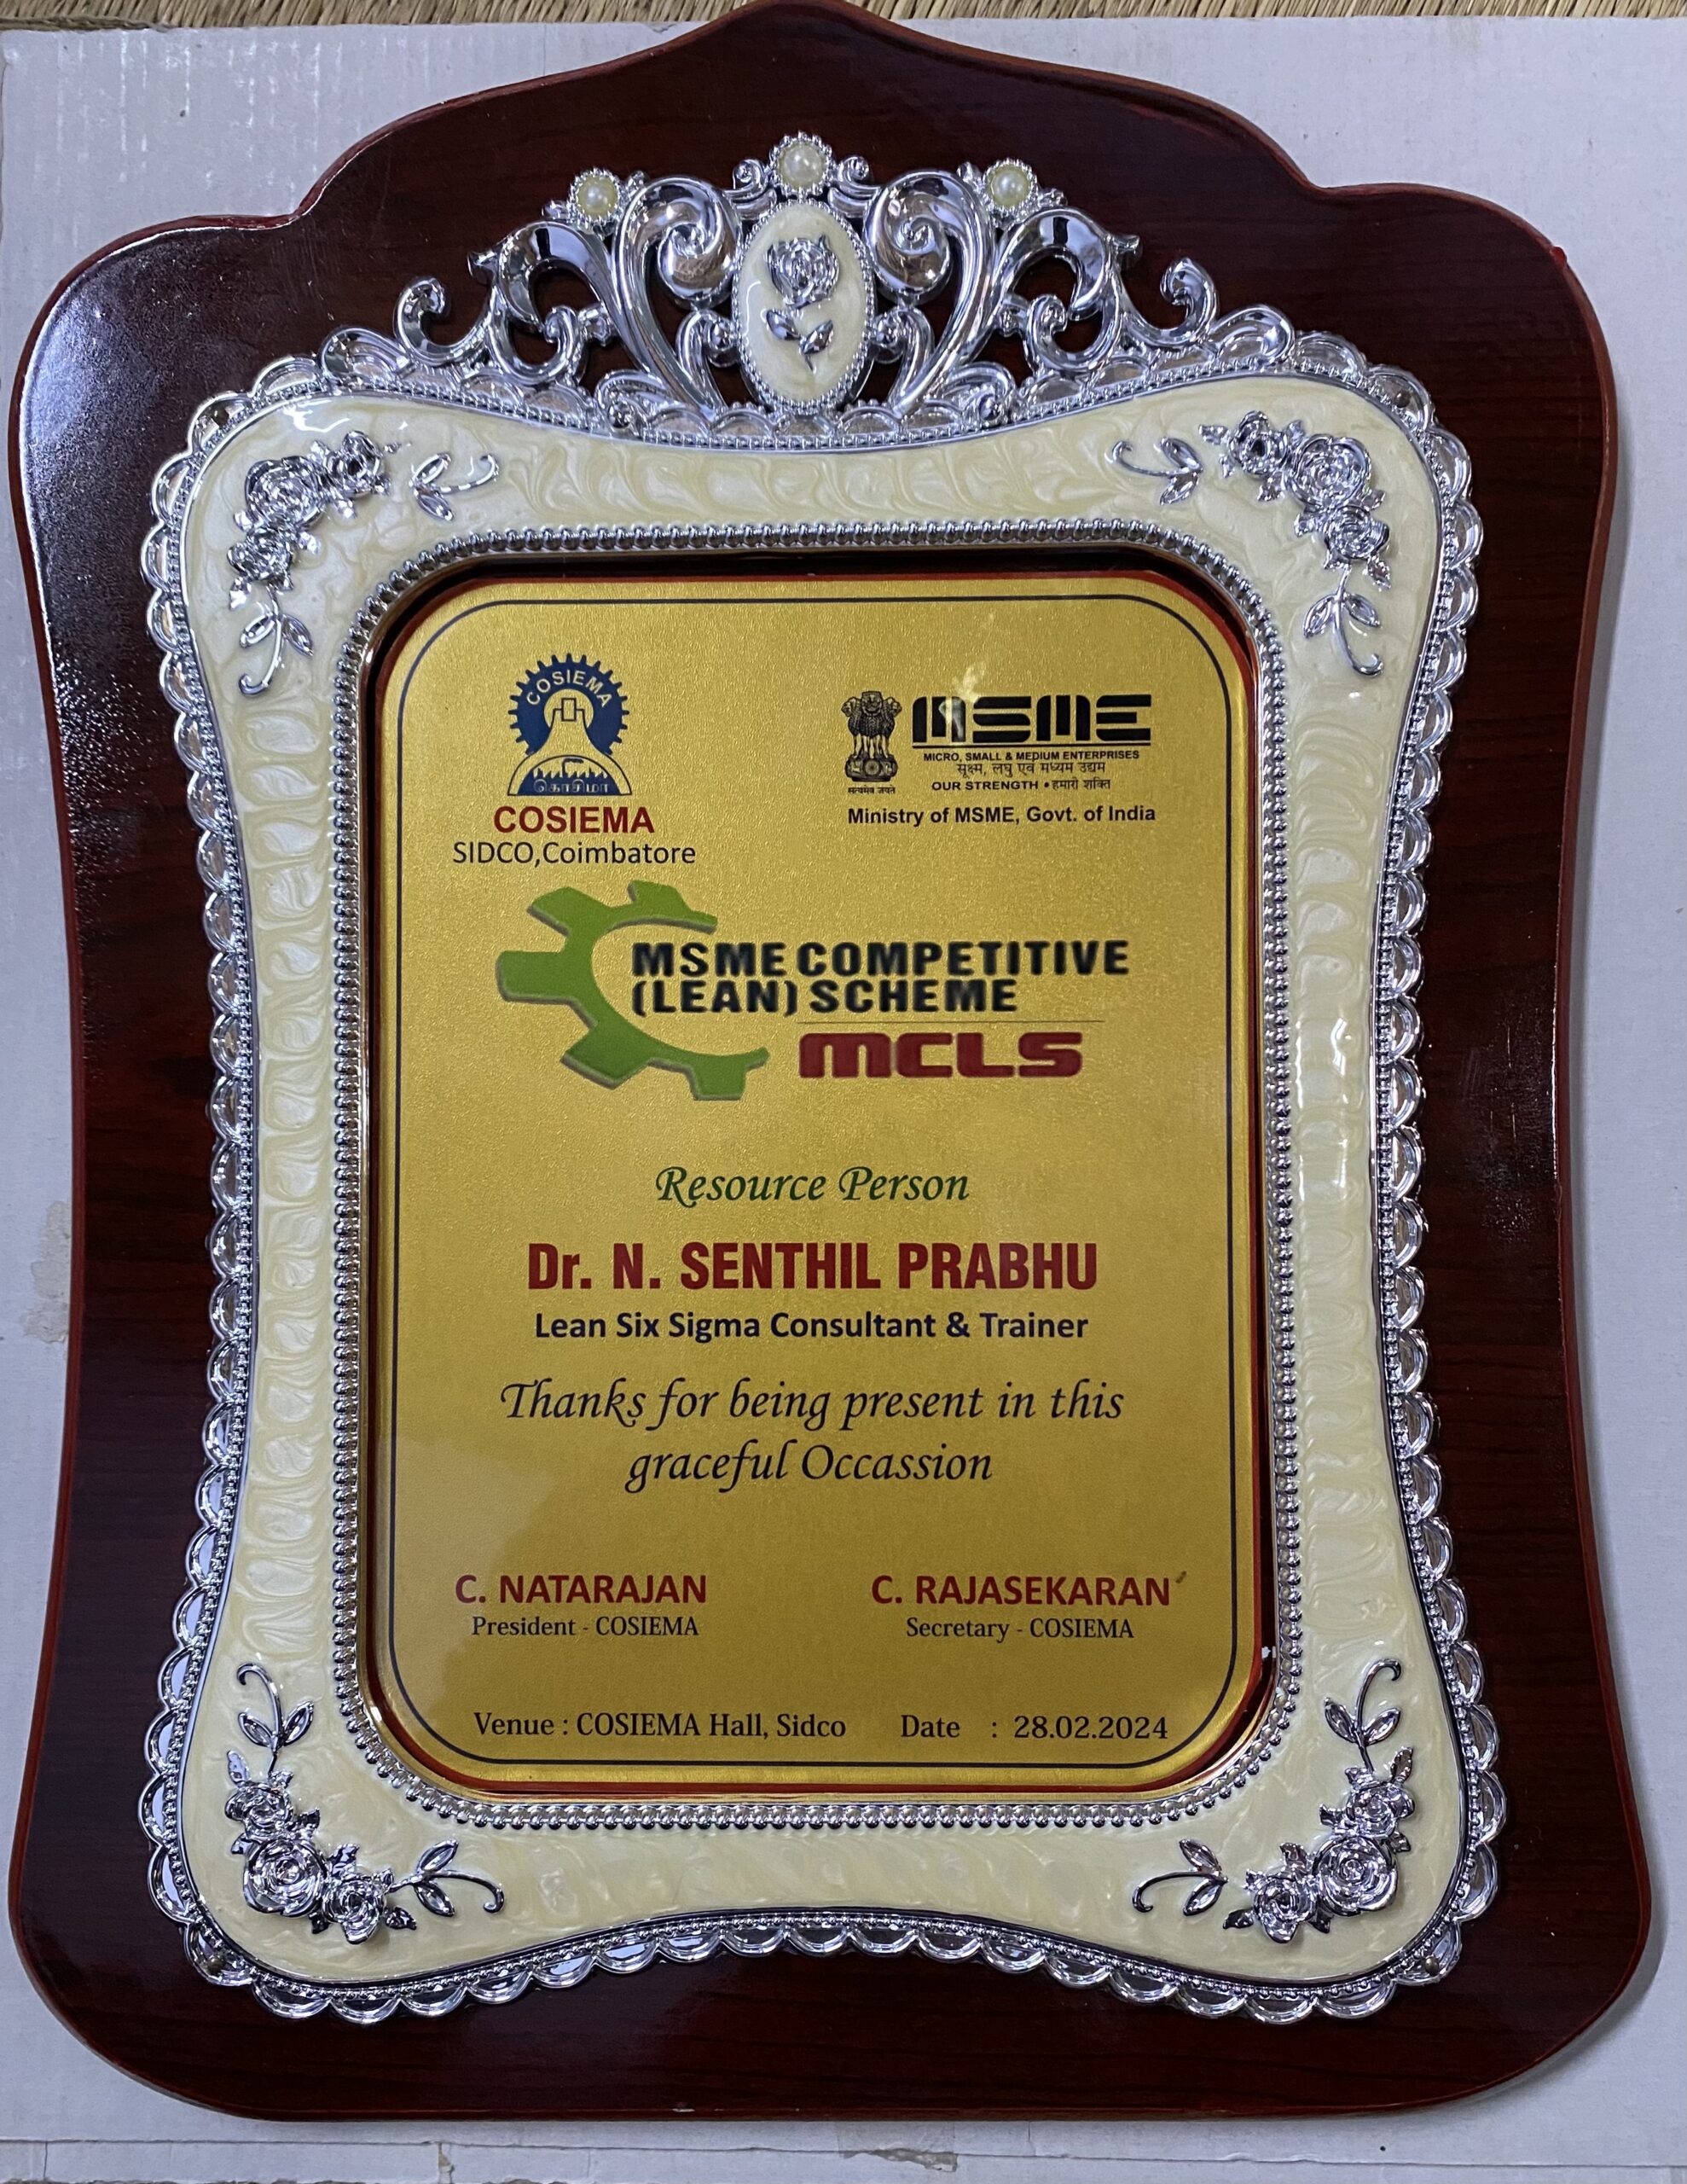 COSIEMA
கொசிமா
COSIEMA
SIDCO,Coimbatore
MSME
MICRO, SMALL & MEDIUM ENTERPRISES
सूक्ष्म, लघु एवं मध्यम उद्यम
OUR STRENGTH • हमारी शक्ति
सत्यमेव जयते
Ministry of MSME, Govt. of India
MSME COMPETITIVE
(LEAN) SCHEME
MCLS
Resource Person
Dr. N. SENTHIL PRABHU
Lean Six Sigma Consultant & Trainer
Thanks for being present in this
graceful Occassion
C. NATARAJAN
President - COSIEMA
C. RAJASEKARAN
Secretary - COSIEMA
Venue : COSIEMA Hall, Sidco Date : 28.02.2024